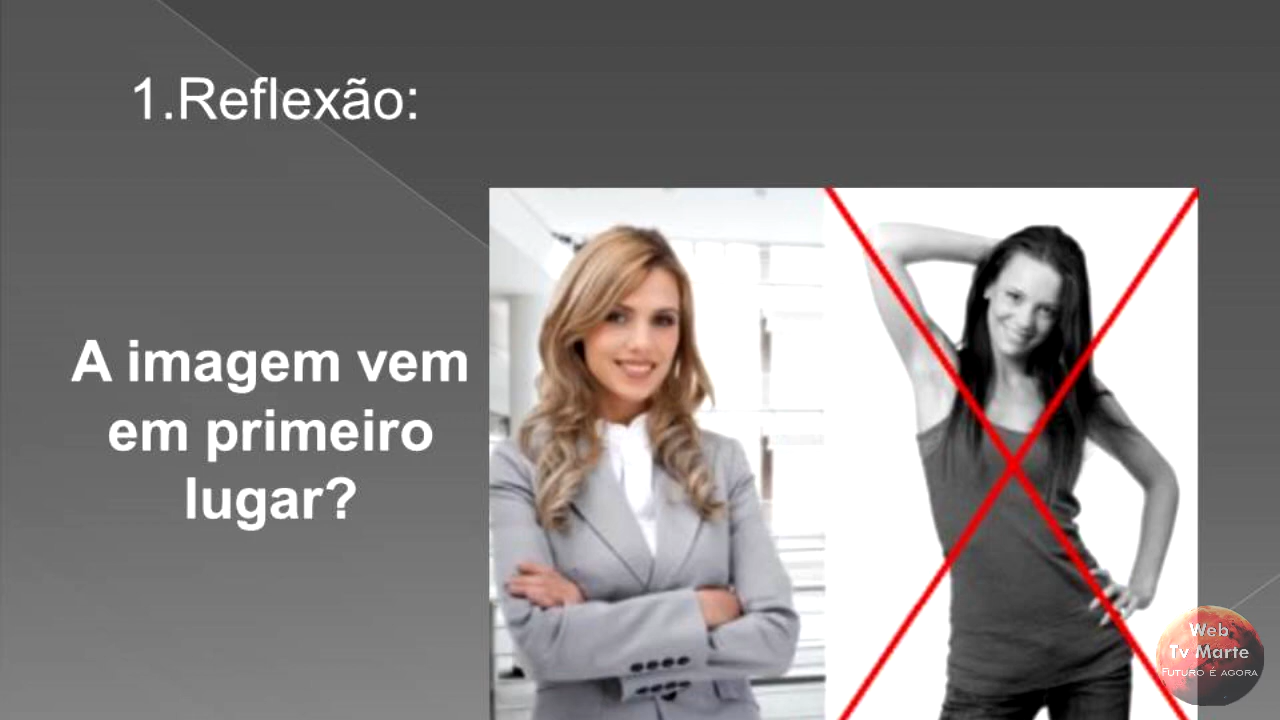 1.Reflexão:
A imagem vem
em primeiro
lugar?
Web
Tv Marte
Futuro é agora